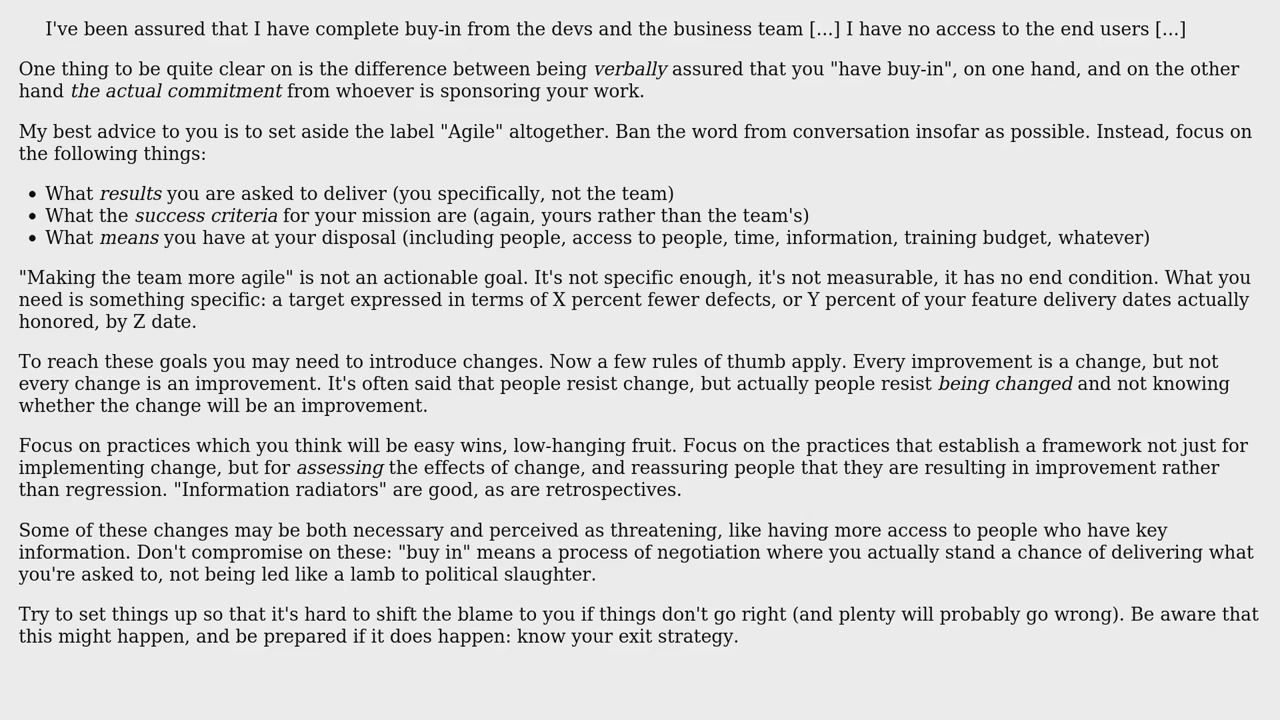 I've been assured that I have complete buy-in from the devs and the business team [...] I have no access to the end users [...]
One thing to be quite clear on is the difference between being verbally assured that you "have buy-in", on one hand, and on the other
hand the actual commitment from whoever is sponsoring your work.
My best advice to you is to set aside the label "Agile" altogether. Ban the word from conversation insofar as possible. Instead, focus on
the following things:
• What results you are asked to deliver (you specifically, not the team)
• What the success criteria for your mission are (again, yours rather than the team's)
• What means you have at your disposal (including people, access to people, time, information, training budget, whatever)
"Making the team more agile" is not an actionable goal. It's not specific enough, it's not measurable, it has no end condition. What you
need is something specific: a target expressed in terms of X percent fewer defects, or Y percent of your feature delivery dates actually
honored, by Z date.
To reach these goals you may need to introduce changes. Now a few rules of thumb apply. Every improvement is a change, but not
every change is an improvement. It's often said that people resist change, but actually people resist being changed and not knowing
whether the change will be an improvement.
Focus on practices which you think will be easy wins, low-hanging fruit. Focus on the practices that establish a framework not just for
implementing change, but for assessing the effects of change, and reassuring people that they are resulting in improvement rather
than regression. "Information radiators" are good, as are retrospectives.
Some of these changes may be both necessary and perceived as threatening, like having more access to people who have key
information. Don't compromise on these: "buy in" means a process of negotiation where you actually stand a chance of delivering what
you're asked to, not being led like a lamb to political slaughter.
Try to set things up so that it's hard to shift the blame to you if things don't go right (and plenty will probably go wrong). Be aware that
this might happen, and be prepared if it does happen: know your exit strategy.